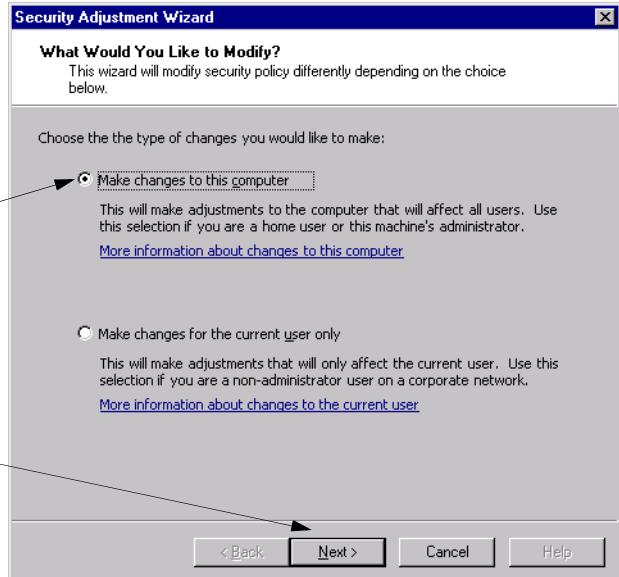 Security Adjustment Wizard
What Would You Like to Modify?
This wizard will modify security policy differently depending on the choice
below.
Choose the the type of changes you would like to make:
Make changes to this computer
This will make adjustments to the computer that will affect all users. Use
this selection if you are a home user or this machine's administrator.
More information about changes to this computer
Make changes for the current user only
This will make adjustments that will only affect the current user. Use this
selection if you are a non-administrator user on a corporate network.
More information about changes to the current user
< Back Next > Cancel Help